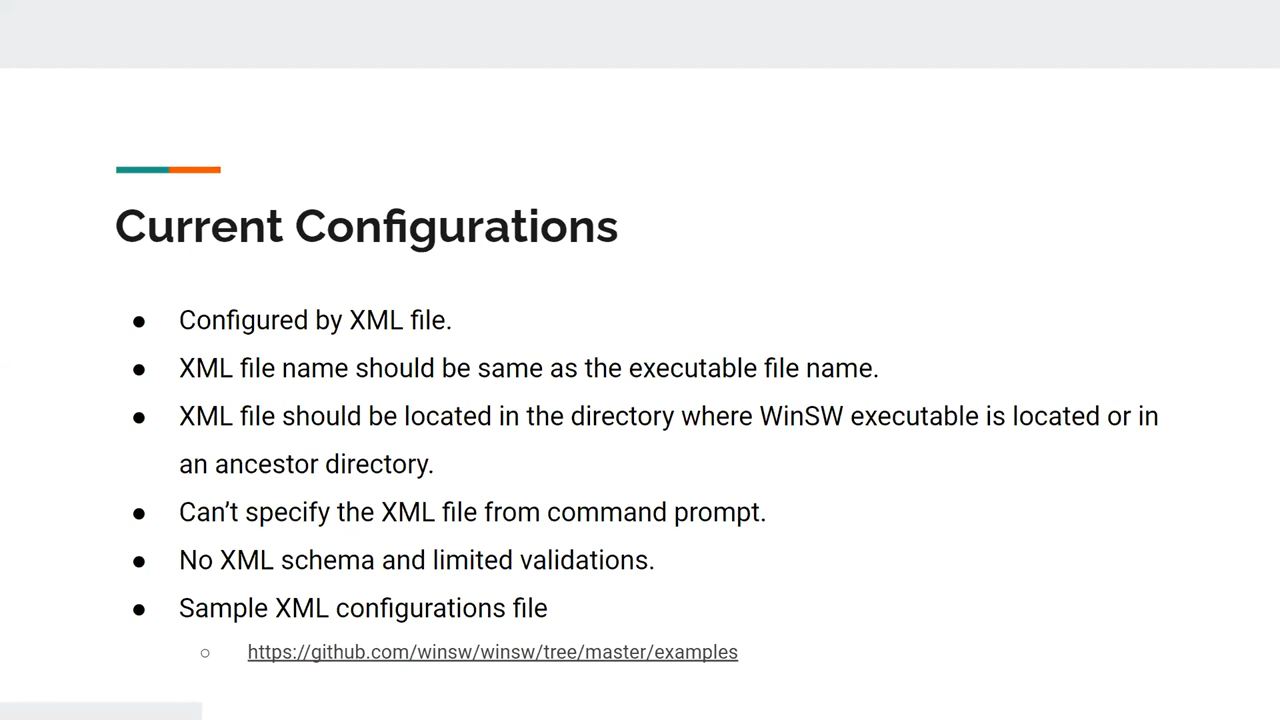 Current Configurations
● Configured by XML file.
● XML file name should be same as the executable file name.
● XML file should be located in the directory where WinSW executable is located or in
an ancestor directory.
● Can’t specify the XML file from command prompt.
● No XML schema and limited validations.
● Sample XML configurations file
○ https://github.com/winsw/winsw/tree/master/examples